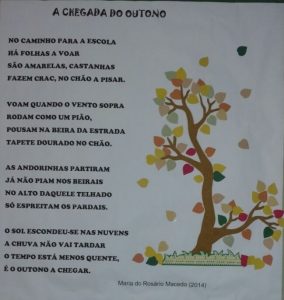 A CHEGADA DO OUTONO
NO CAMINHO PARA A ESCOLA
HÁ FOLHAS A VOAR
SÃO AMARELAS, CASTANHAS
FAZEM CRAC, NO CHÃO A PISAR.
VOAM QUANDO O VENTO SOPRA
RODAM COMO UM PIÃO,
POUSAM NA BEIRA DA ESTRADA
TAPETE DOURADO NO CHÃO.
AS ANDORINHAS PARTIRAM
JÁ NÃO PIAM NOS BEIRAIS
NO ALTO DAQUELE TELHADO
SÓ ESPREITAM OS PARDAIS.
O SOL ESCONDEU-SE NAS NUVENS
A CHUVA NÃO VAI TARDAR
O TEMPO ESTÁ MENOS QUENTE,
É O OUTONO A CHEGAR.
Maria do Rosário Macedo (2014)